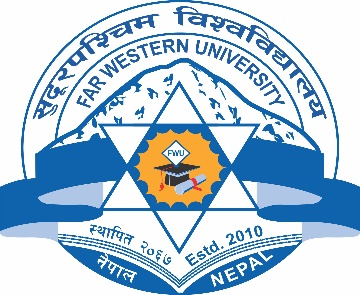 सुदूरपश्चिम विश्वविद्यालय
FAR WESTERN UNIVERSITY
FWU
स्थापित २०६७ Estd. 2010
नेपाल NEPAL